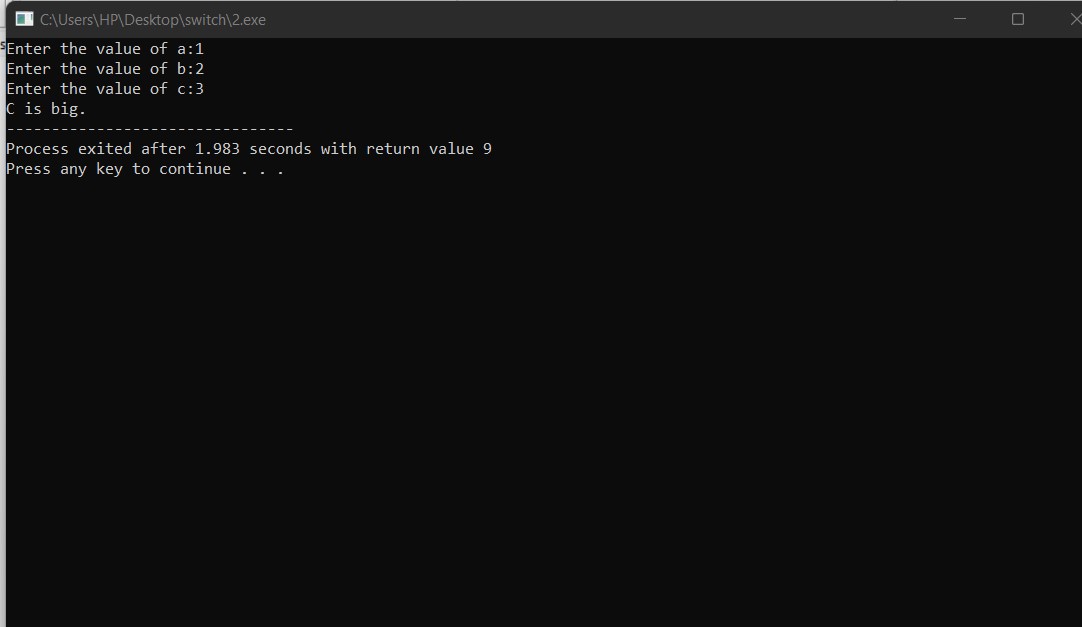 C:\Users\HP\Desktop\switch\2.exe
Enter the value of a:1
Enter the value of b:2
Enter the value of c:3
C is big.
--------------------------------
Process exited after 1.983 seconds with return value 9
Press any key to continue . . .